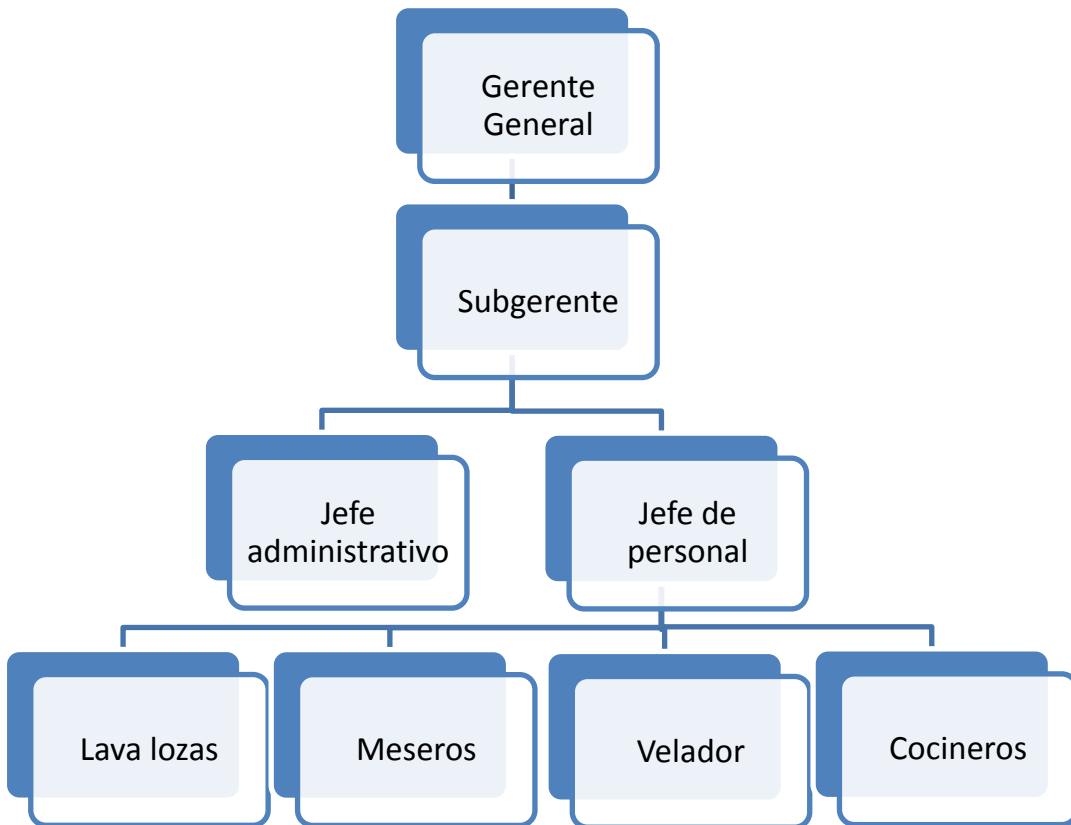 Gerente
General
Subgerente
Jefe
administrativo
Jefe de
personal
Lava lozas
Meseros
Velador
Cocineros